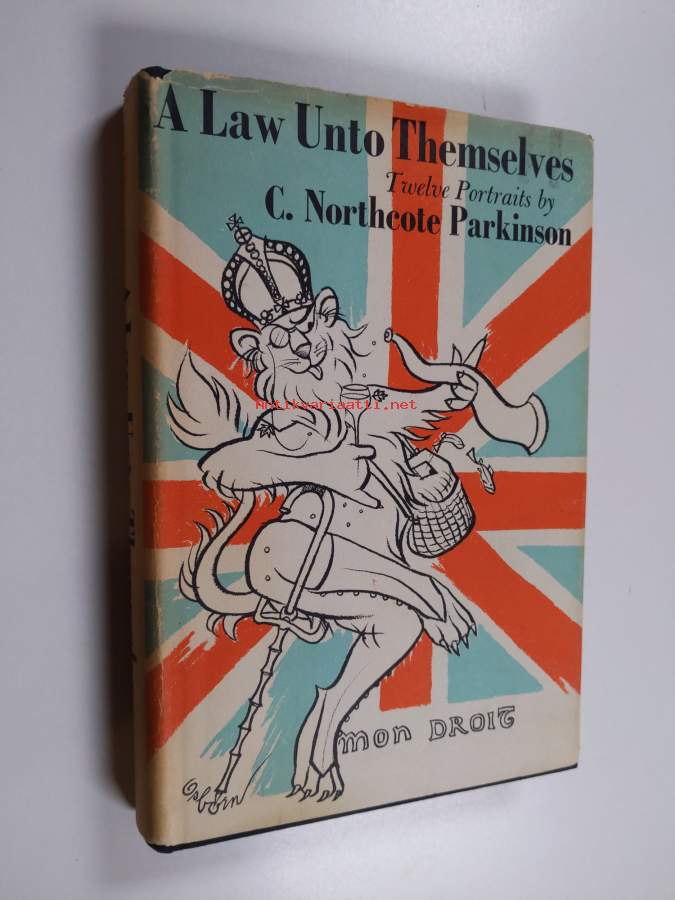 A Law Unto Themselves
Twelve Portraits by
C. Northcote Parkinson
Antikvariaatti.net
mon DROIT
Osborn